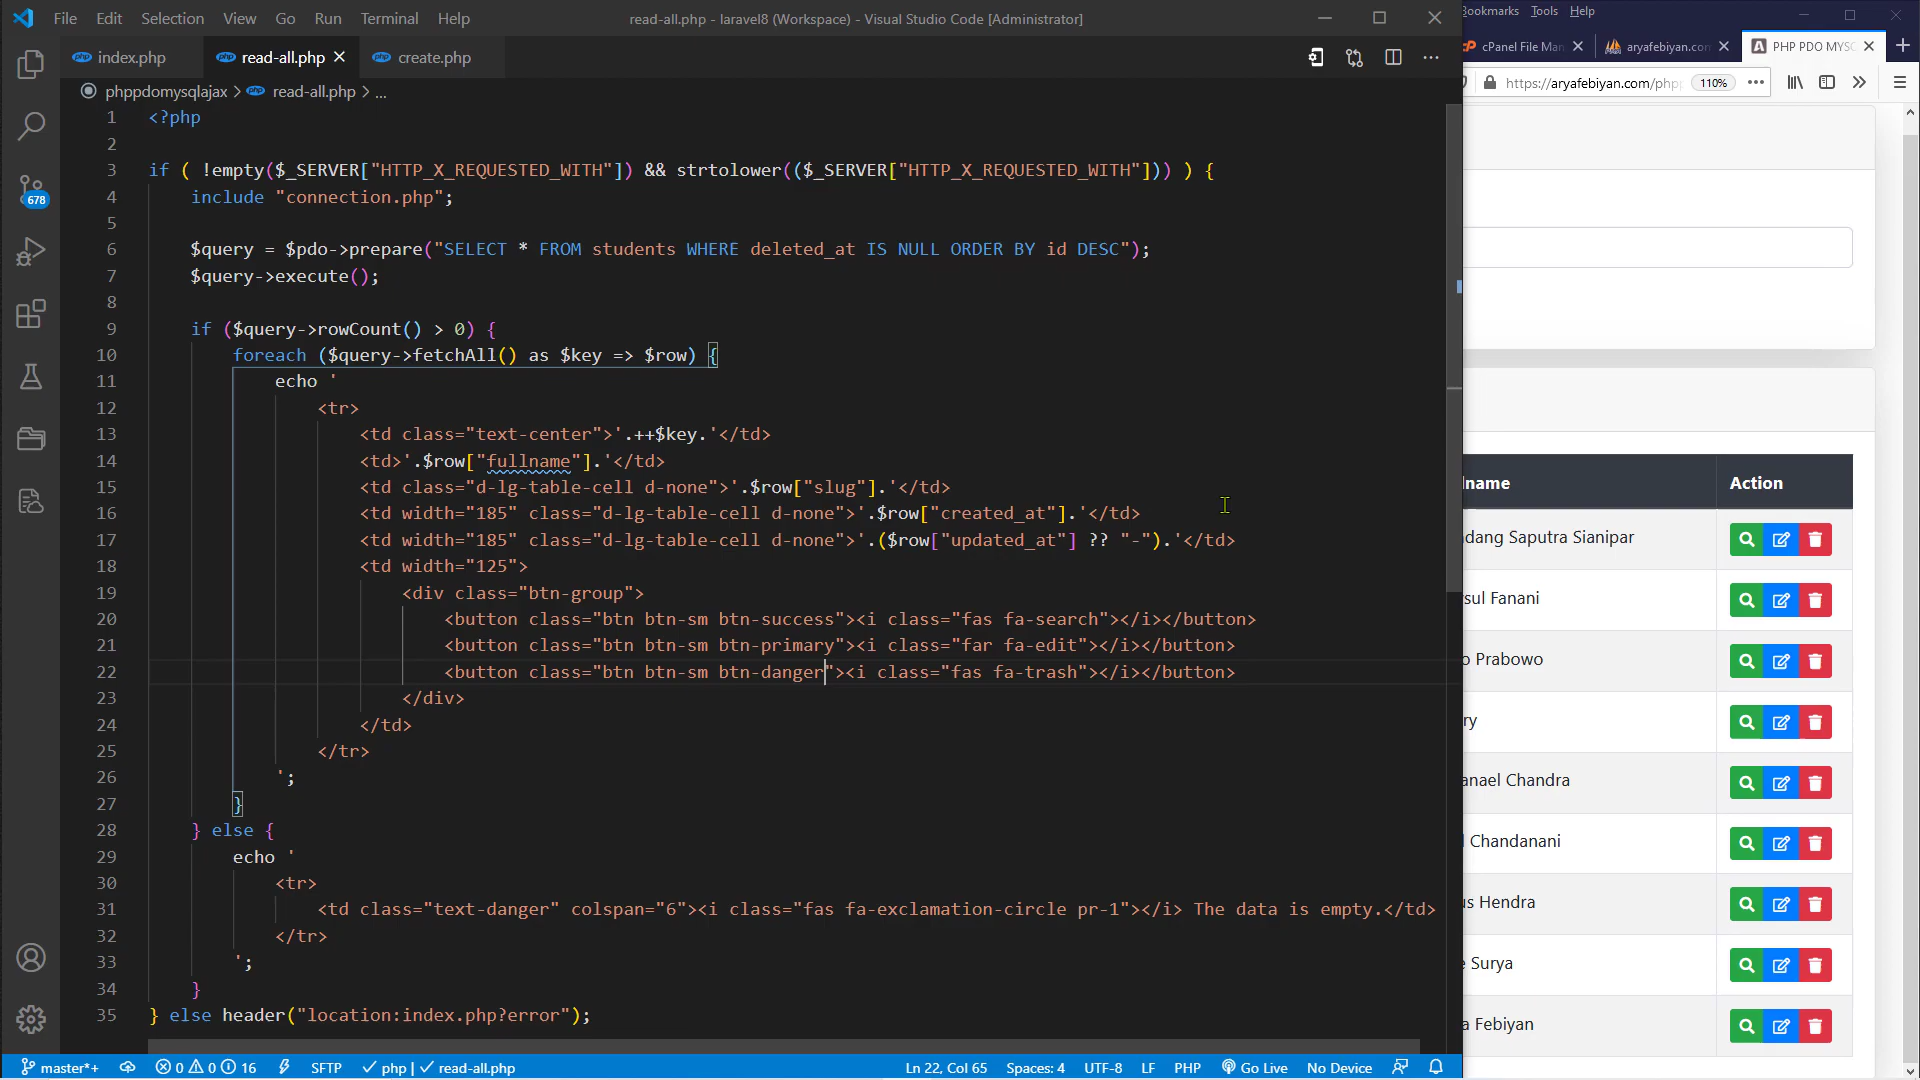 File Edit Selection View Go Run Terminal Help
read-all.php - laravel8 (Workspace) - Visual Studio Code [Administrator]
index.php
read-all.php
create.php
phppdomysqlajax > read-all.php > ...
678
1 <?php
2
3 if ( !empty($_SERVER["HTTP_X_REQUESTED_WITH"]) && strtolower(($_SERVER["HTTP_X_REQUESTED_WITH"])) ) {
4 include "connection.php";
5
6 $query = $pdo->prepare("SELECT * FROM students WHERE deleted_at IS NULL ORDER BY id DESC");
7 $query->execute();
8
9 if ($query->rowCount() > 0) {
10 foreach ($query->fetchAll() as $key => $row) {
11 echo '
12 <tr>
13 <td class="text-center">'.++$key.'</td>
14 <td>'.$row["fullname"].'</td>
15 <td class="d-lg-table-cell d-none">'.$row["slug"].'</td>
16 <td width="185" class="d-lg-table-cell d-none">'.$row["created_at"].'</td>
17 <td width="185" class="d-lg-table-cell d-none">'.($row["updated_at"] ?? "-").'</td>
18 <td width="125">
19 <div class="btn-group">
20 <button class="btn btn-sm btn-success"><i class="fas fa-search"></i></button>
21 <button class="btn btn-sm btn-primary"><i class="far fa-edit"></i></button>
22 <button class="btn btn-sm btn-danger"><i class="fas fa-trash"></i></button>
23 </div>
24 </td>
25 </tr>
26 ';
27 }
28 } else {
29 echo '
30 <tr>
31 <td class="text-danger" colspan="6"><i class="fas fa-exclamation-circle pr-1"></i> The data is empty.</td>
32 </tr>
33 ';
34 }
35 } else header("location:index.php?error");
master*+ 0 0 16 SFTP php | read-all.php Ln 22, Col 65 Spaces: 4 UTF-8 LF PHP Go Live No Device
Bookmarks Tools Help
cPanel File Man
aryafebiyan.com
PHP PDO MYSQ
https://aryafebiyan.com/php
110%
lname Action
dang Saputra Sianipar
sul Fanani
o Prabowo
ry
anael Chandra
l Chandanani
us Hendra
e Surya
a Febiyan